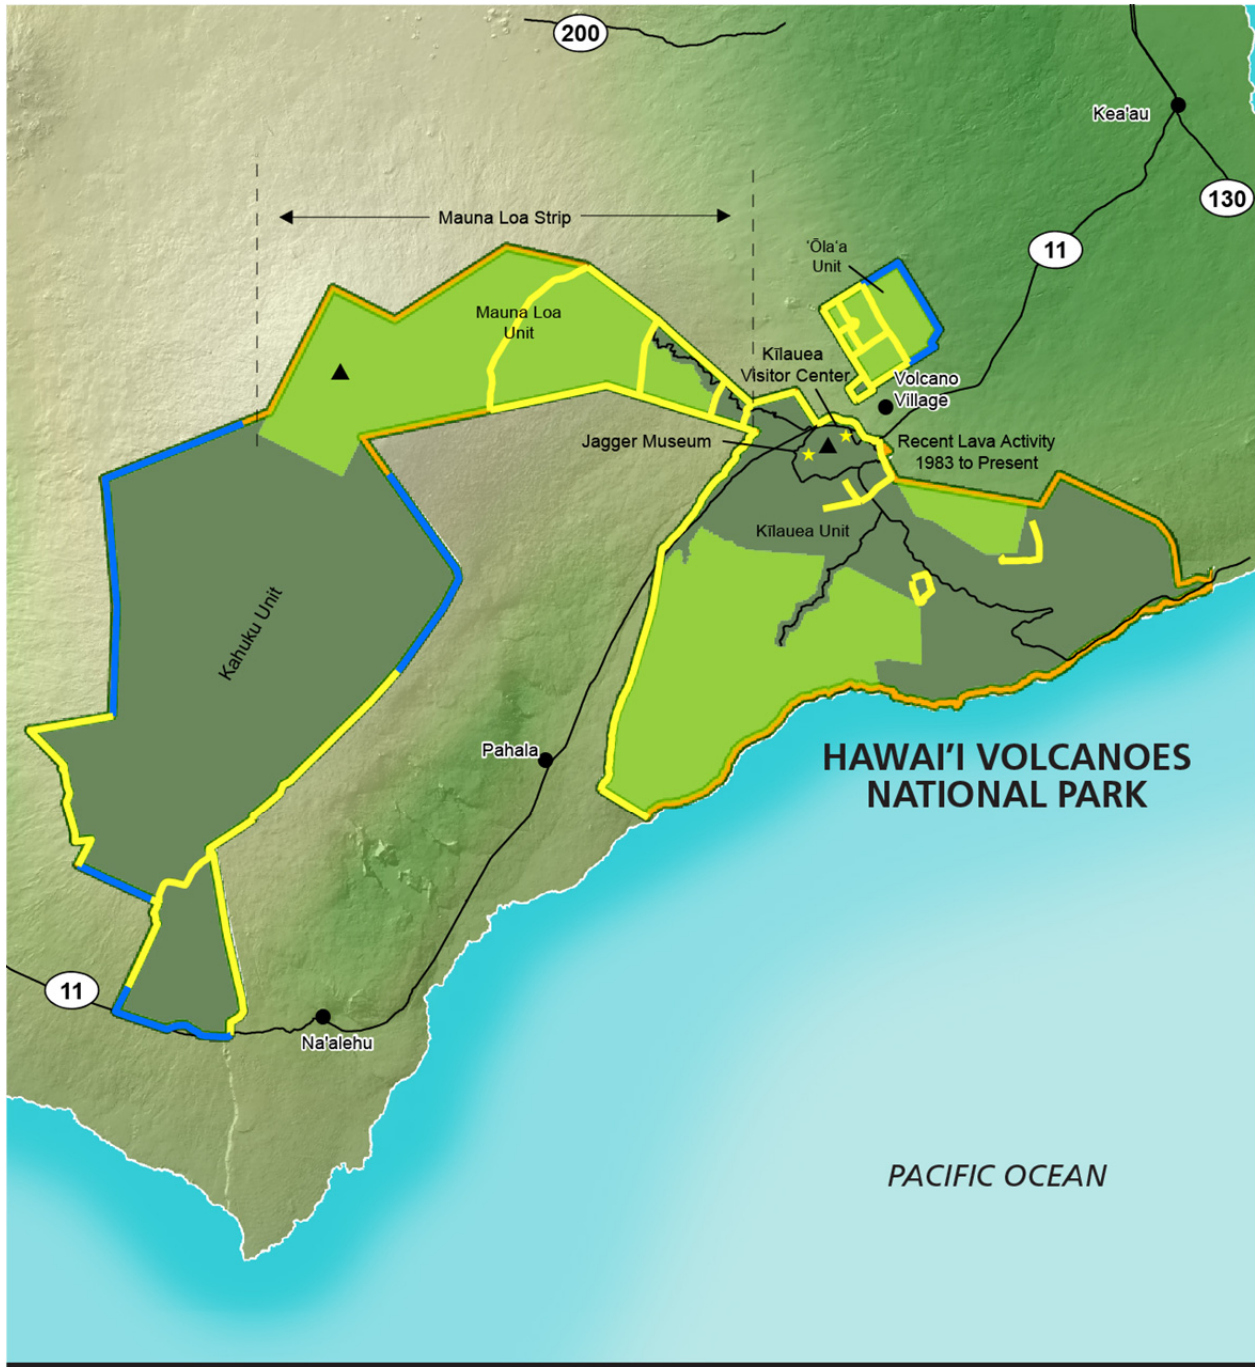 200
Kea'au
130
Mauna Loa Strip
11
'Ōla'a
Unit
Mauna Loa
Unit
Kīlauea
Visitor Center
Volcano
Village
Jagger Museum
Recent Lava Activity
1983 to Present
Kīlauea Unit
Kahuku Unit
Pahala
HAWAI'I VOLCANOES
NATIONAL PARK
11
Na'alehu
PACIFIC OCEAN